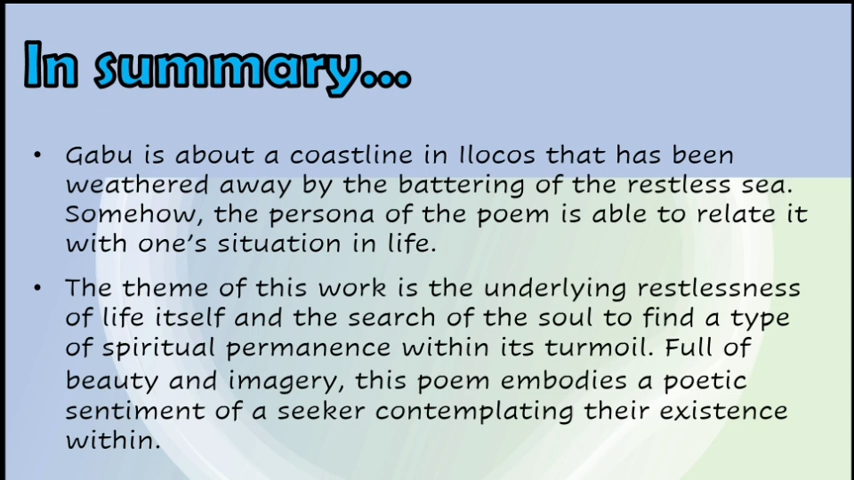 In summary...
• Gabu is about a coastline in Ilocos that has been
weathered away by the battering of the restless sea.
Somehow, the persona of the poem is able to relate it
with one's situation in life.
• The theme of this work is the underlying restlessness
of life itself and the search of the soul to find a type
of spiritual permanence within its turmoil. Full of
beauty and imagery, this poem embodies a poetic
sentiment of a seeker contemplating their existence
within.